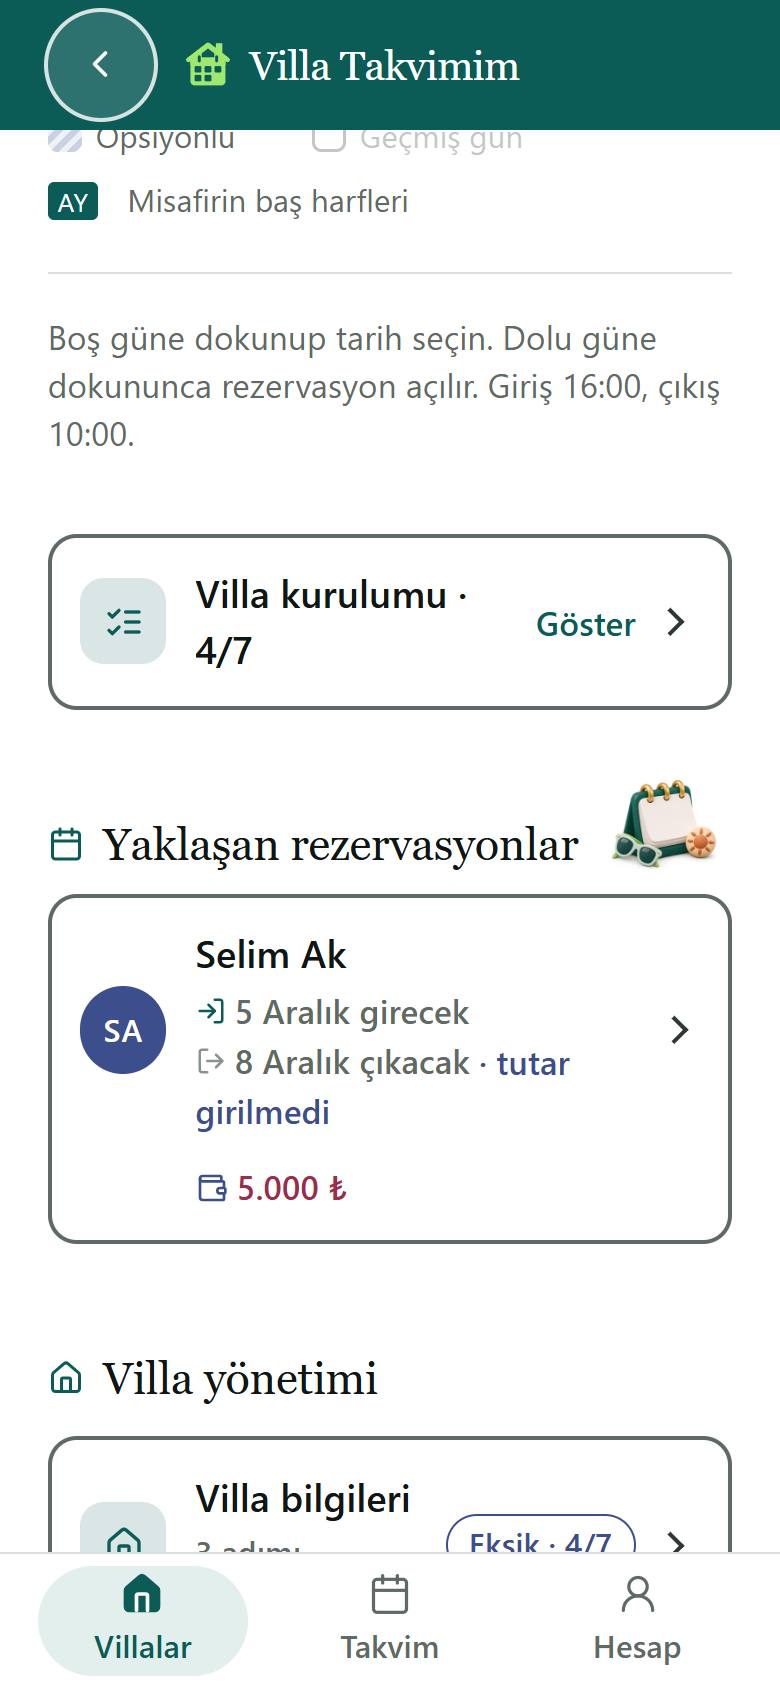 Villa Takvimim
Opsiyonlu Geçmiş gün
AY Misafirin baş harfleri
Boş güne dokunup tarih seçin. Dolu güne
dokununca rezervasyon açılır. Giriş 16:00, çıkış
10:00.
Villa kurulumu ·
4/7
Göster
Yaklaşan rezervasyonlar
SA
Selim Ak
5 Aralık girecek
8 Aralık çıkacak · tutar
girilmedi
5.000 ₺
Villa yönetimi
Villa bilgileri
3 adımı
Eksik · 4/7
Villalar Takvim Hesap